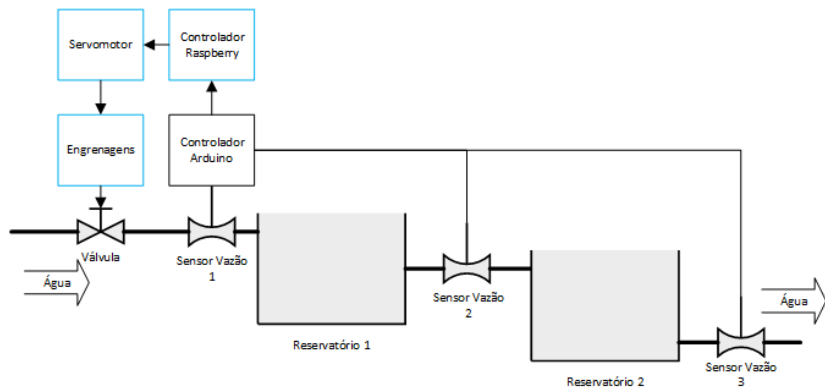 Servomotor
Controlador
Raspberry
Engrenagens
Controlador
Arduino
Válvula
Sensor Vazão
1
Água
Sensor Vazão
2
Água
Reservatório 1
Sensor Vazão
3
Reservatório 2